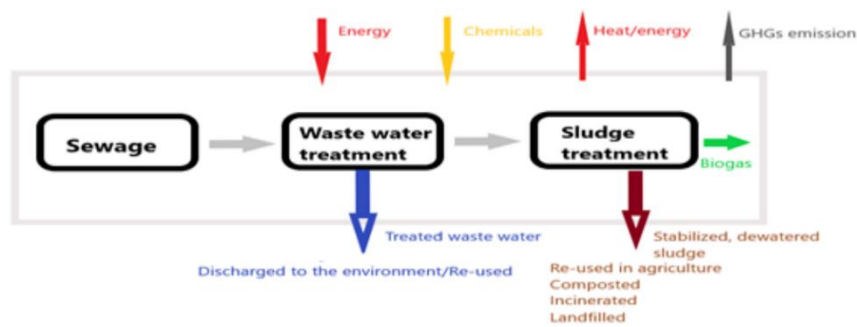 Energy
Chemicals
Heat/energy
GHGs emission
Sewage
Waste water
treatment
Sludge
treatment
Biogas
Treated waste water
Discharged to the environment/Re-used
Stabilized, dewatered
sludge
Re-used in agriculture
Composted
Incinerated
Landfilled